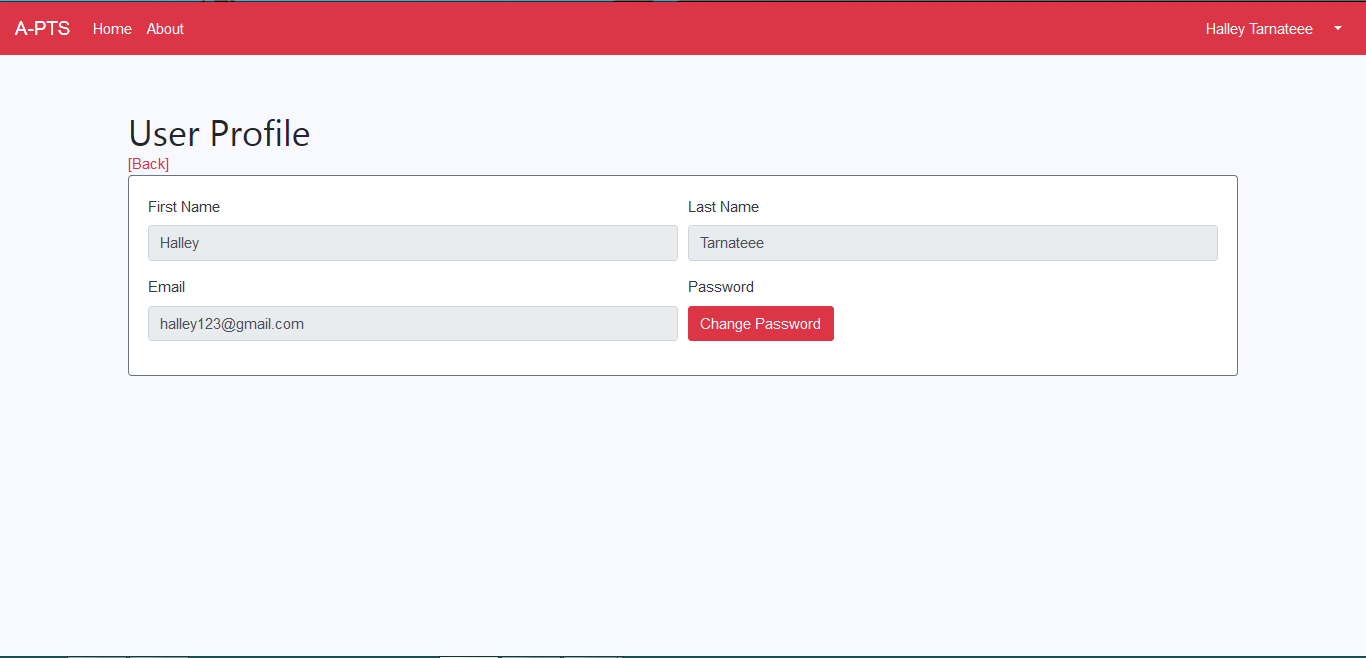 A-PTS Home About Halley Tarnateee
User Profile
[Back]
First Name Last Name
Halley Tarnateee
Email Password
halley123@gmail.com Change Password